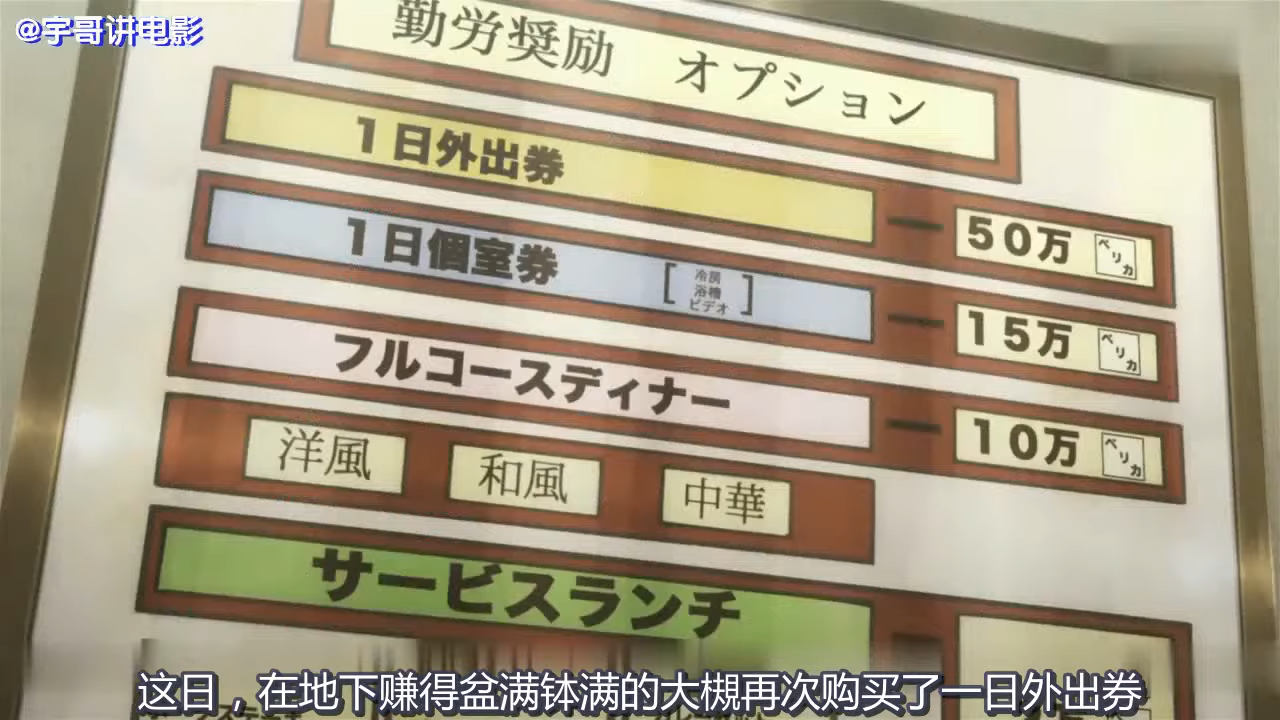 @宇哥讲电影
勤労奨励 オプション
1日外出券 50万 ペリカ
1日個室券 [冷房 浴槽 ビデオ] 15万 ペリカ
フルコースディナー 10万 ペリカ
洋風 和風 中華
サービスランチ
这日，在地下赚得盆满钵满的大槻再次购买了一日外出券